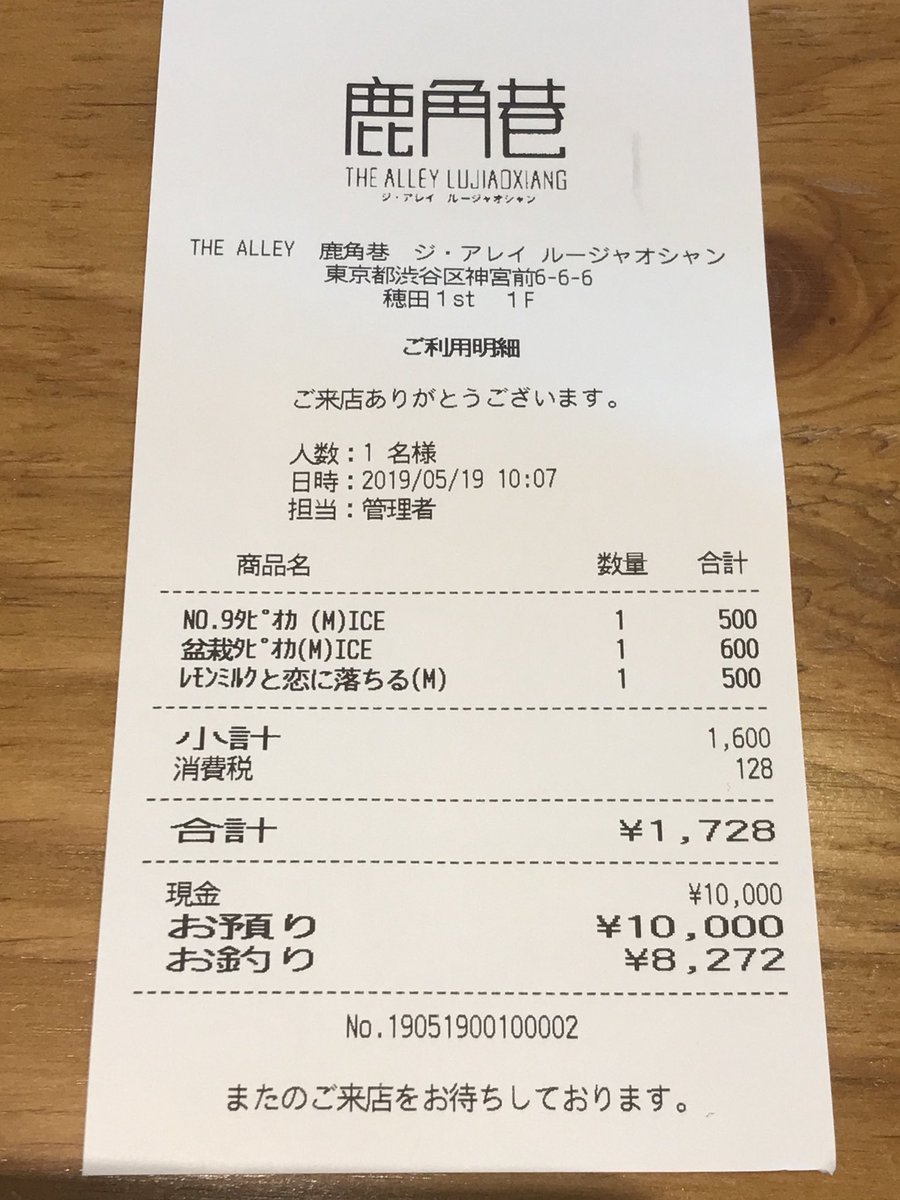 鹿角巷
THE ALLEY LUJIAOXIANG
ジ・アレイ ルージャオシャン
THE ALLEY 鹿角巷 ジ・アレイ ルージャオシャン
東京都渋谷区神宮前6-6-6
穂田1st 1F
ご利用明細
ご来店ありがとうございます。
人数：1 名様
日時：2019/05/19 10:07
担当：管理者
商品名 数量 合計
NO.9ﾀﾋﾟｵｶ (M)ICE 1 500
盆栽ﾀﾋﾟｵｶ(M)ICE 1 600
ﾚﾓﾝﾐﾙｸと恋に落ちる(M) 1 500
小計 1,600
消費税 128
合計 ¥1,728
現金 ¥10,000
お預り ¥10,000
お釣り ¥8,272
No.19051900100002
またのご来店をお待ちしております。